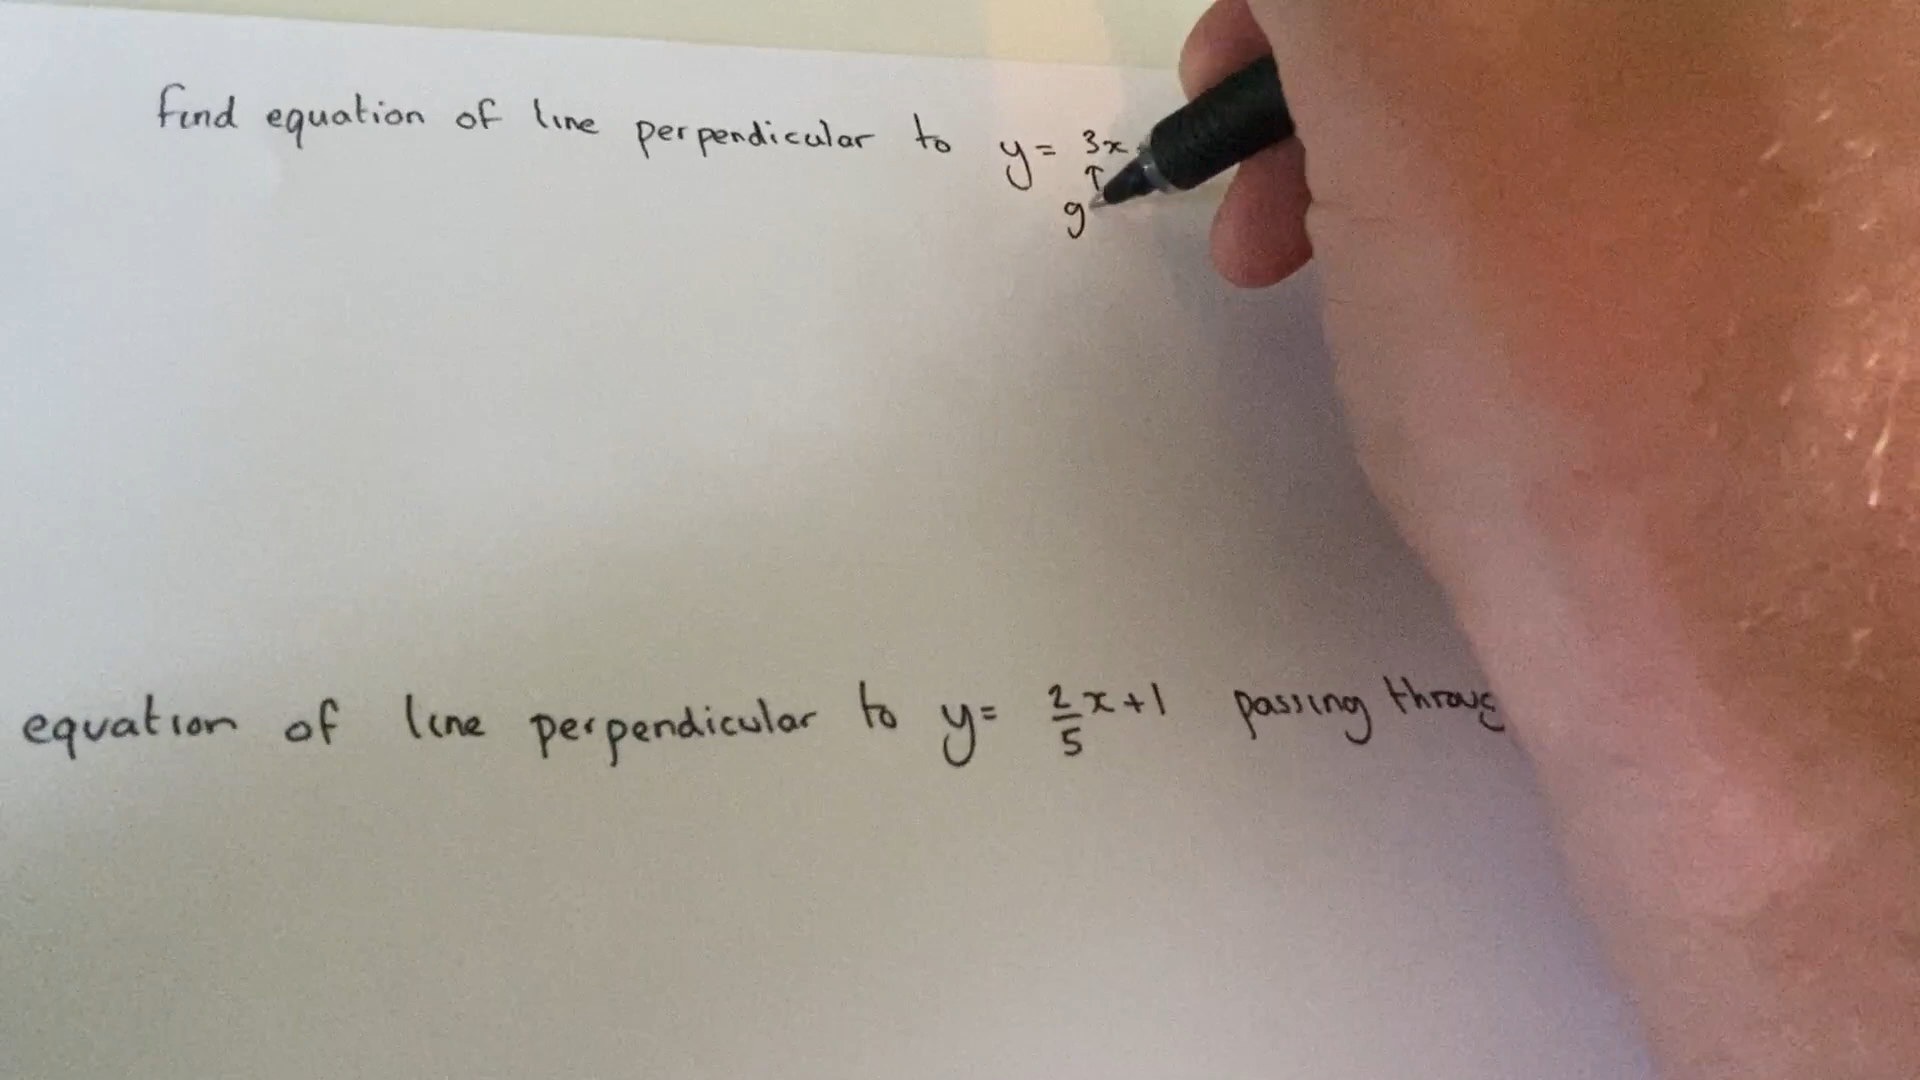 find equation of line perpendicular to y = 3x
↑
g
equation of line perpendicular to y = 2/5 x + 1 passing throug